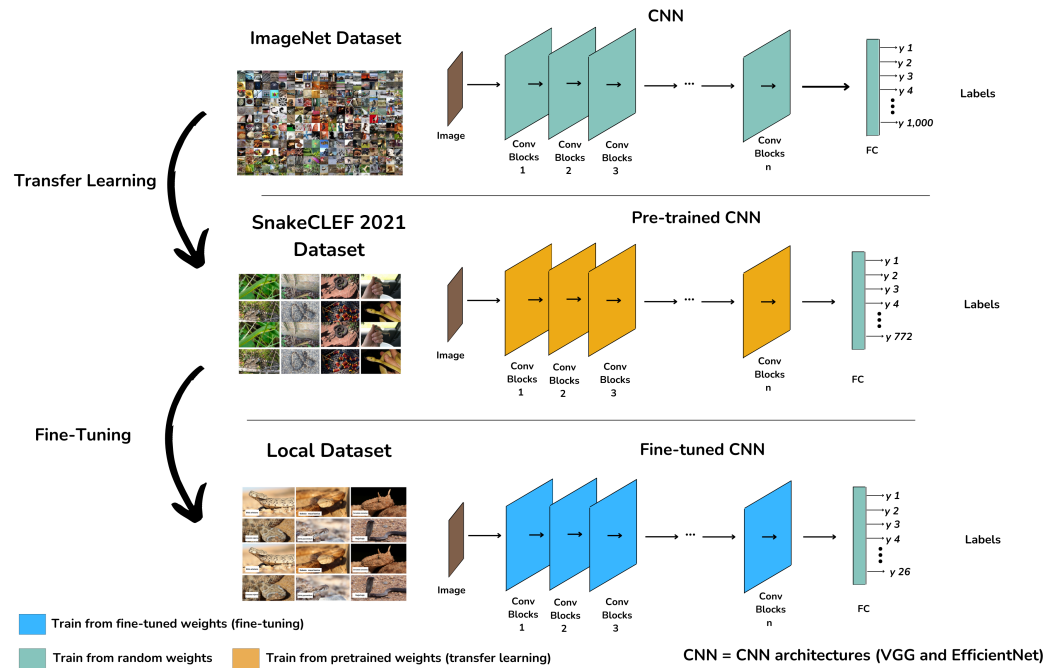 CNN
ImageNet Dataset
y 1
y 2
y 3
y 4
y 1,000
Labels
Image
Conv
Blocks
1
Conv
Blocks
2
Conv
Blocks
3
...
Conv
Blocks
n
FC
Transfer Learning
SnakeCLEF 2021
Dataset
Pre-trained CNN
y 1
y 2
y 3
y 4
y 772
Labels
Image
Conv
Blocks
1
Conv
Blocks
2
Conv
Blocks
3
...
Conv
Blocks
n
FC
Fine-Tuning
Local Dataset
Fine-tuned CNN
y 1
y 2
y 3
y 4
y 26
Labels
Image
Conv
Blocks
1
Conv
Blocks
2
Conv
Blocks
3
...
Conv
Blocks
n
FC
Train from fine-tuned weights (fine-tuning)
Train from random weights
Train from pretrained weights (transfer learning)
CNN = CNN architectures (VGG and EfficientNet)